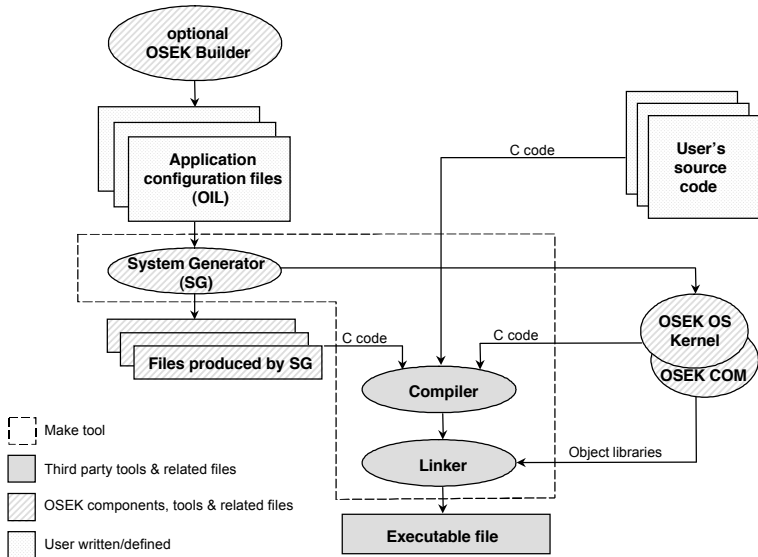 optional
OSEK Builder
Application
configuration files
(OIL)
C code
User's
source
code
System Generator
(SG)
Files produced by SG
C code
C code
OSEK OS
Kernel
OSEK COM
Compiler
Linker
Object libraries
Executable file
Make tool
Third party tools & related files
OSEK components, tools & related files
User written/defined